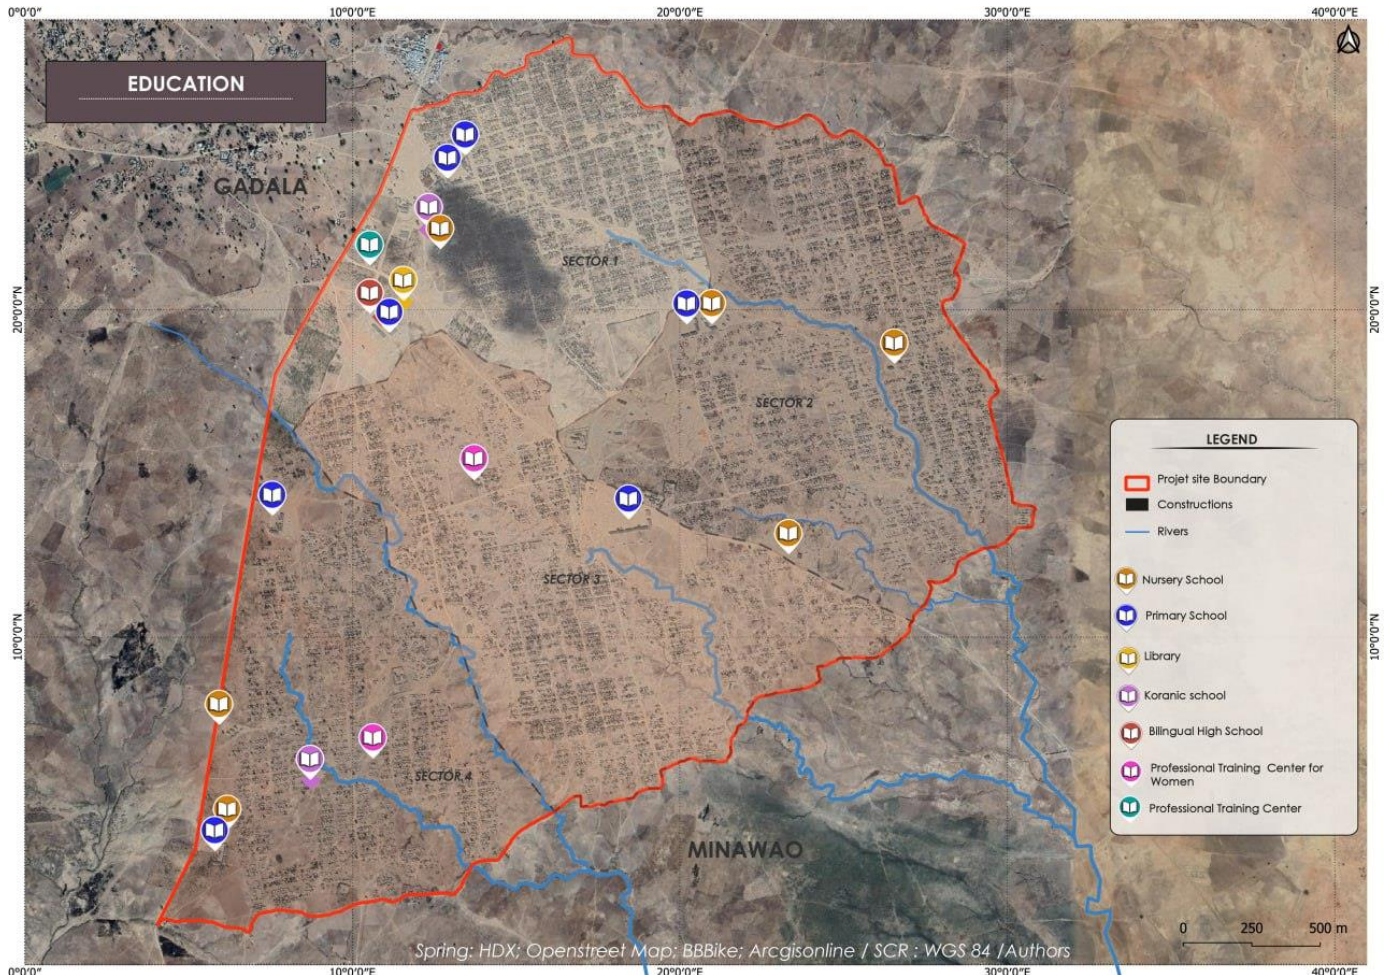 0°0'0"E 10°0'0"E 20°0'0"E 30°0'0"E 40°0'0"E
EDUCATION
GADALA
SECTOR 1
20°0'0"N 20°0'0"N
SECTOR 2
LEGEND
Projet site Boundary
Constructions
Rivers
SECTOR 3
Nursery School
Primary School
10°0'0"N 10°0'0"N
Library
Koranic school
Bilingual High School
Professional Training Center for
Women
SECTOR 4
Professional Training Center
MINAWAO
0 250 500 m
Spring: HDX; Openstreet Map; BBBike; Arcgisonline / SCR : WGS 84 /Authors
0°0'0"E 10°0'0"E 20°0'0"E 30°0'0"E 40°0'0"E